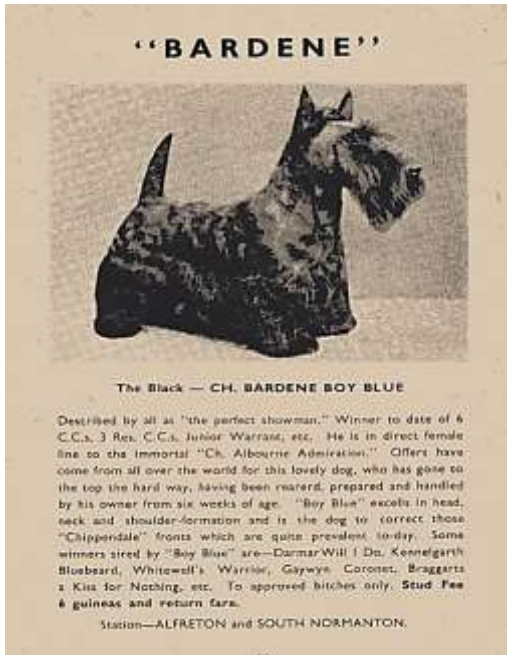 “BARDENE”
The Black — CH. BARDENE BOY BLUE
Described by all as "the perfect showman." Winner to date of 6
C.C.s, 3 Res. C.C.s, Junior Warrant, etc. He is in direct female
line to the immortal "Ch. Albourne Admiration." Offers have
come from all over the world for this lovely dog, who has gone to
the top the hard way, having been rearerd, prepared and handled
by his owner from six weeks of age. "Boy Blue" excells in head,
neck and shoulder-formation and is the dog to correct those
"Chippendale" fronts which are quite prevalent to-day. Some
winners sired by "Boy Blue" are—Darmar Will I Do, Kennelgarth
Bluebeard, Whitewell's Warrior, Gaywyn Coronet, Braggarts
a Kiss for Nothing, etc. To approved bitches only. Stud Fee
6 guineas and return fare.
Station—ALFRETON and SOUTH NORMANTON.